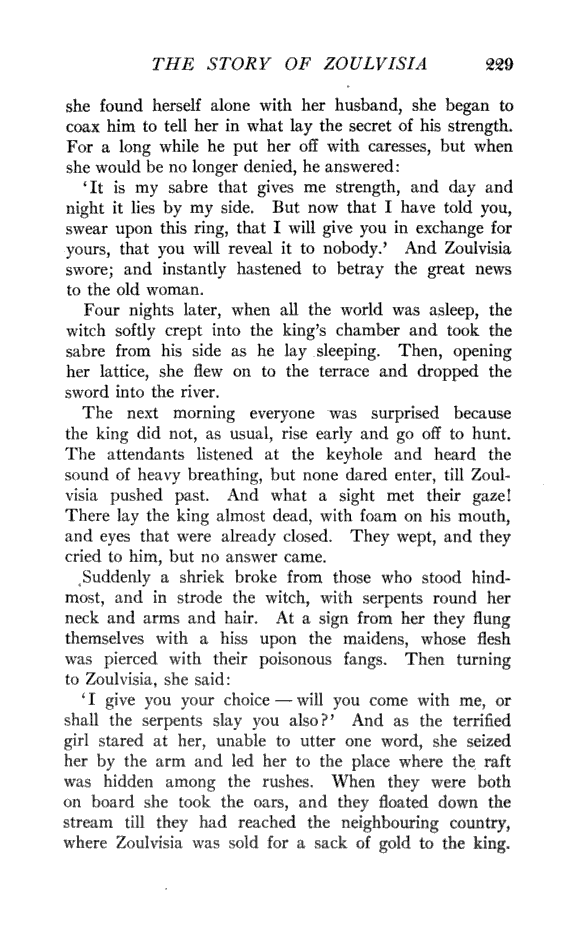 THE STORY OF ZOULVISIA 229
she found herself alone with her husband, she began to
coax him to tell her in what lay the secret of his strength.
For a long while he put her off with caresses, but when
she would be no longer denied, he answered:
‘It is my sabre that gives me strength, and day and
night it lies by my side. But now that I have told you,
swear upon this ring, that I will give you in exchange for
yours, that you will reveal it to nobody.’ And Zoulvisia
swore; and instantly hastened to betray the great news
to the old woman.
Four nights later, when all the world was asleep, the
witch softly crept into the king’s chamber and took the
sabre from his side as he lay sleeping. Then, opening
her lattice, she flew on to the terrace and dropped the
sword into the river.
The next morning everyone was surprised because
the king did not, as usual, rise early and go off to hunt.
The attendants listened at the keyhole and heard the
sound of heavy breathing, but none dared enter, till Zoul-
visia pushed past. And what a sight met their gaze!
There lay the king almost dead, with foam on his mouth,
and eyes that were already closed. They wept, and they
cried to him, but no answer came.
Suddenly a shriek broke from those who stood hind-
most, and in strode the witch, with serpents round her
neck and arms and hair. At a sign from her they flung
themselves with a hiss upon the maidens, whose flesh
was pierced with their poisonous fangs. Then turning
to Zoulvisia, she said:
‘I give you your choice — will you come with me, or
shall the serpents slay you also?’ And as the terrified
girl stared at her, unable to utter one word, she seized
her by the arm and led her to the place where the raft
was hidden among the rushes. When they were both
on board she took the oars, and they floated down the
stream till they had reached the neighbouring country,
where Zoulvisia was sold for a sack of gold to the king.